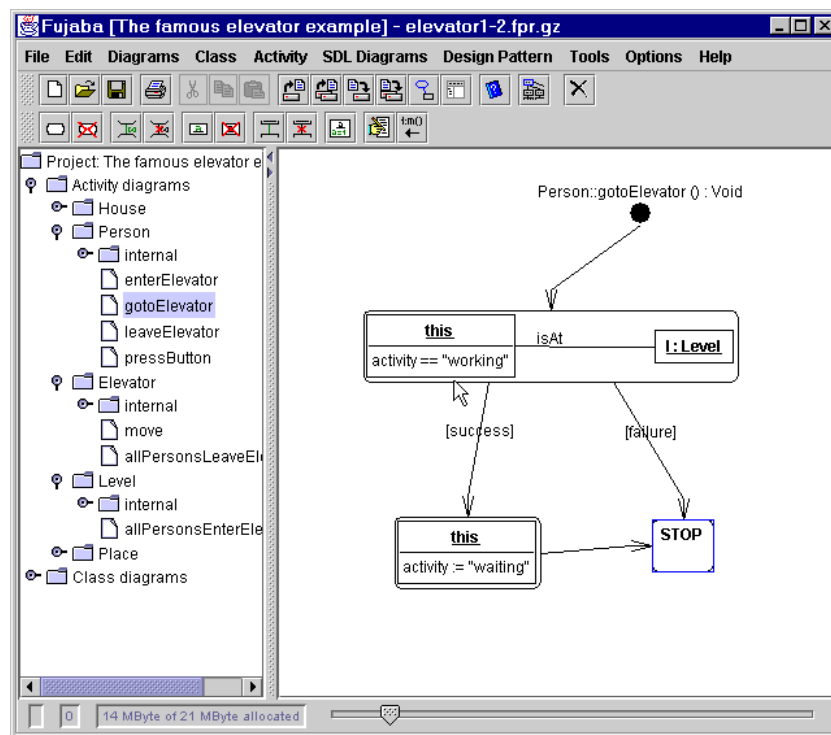 Fujaba [The famous elevator example] - elevator1-2.fpr.gz
File Edit Diagrams Class Activity SDL Diagrams Design Pattern Tools Options Help
t:m()
Project: The famous elevator e
Activity diagrams
House
Person
internal
enterElevator
gotoElevator
leaveElevator
pressButton
Elevator
internal
move
allPersonsLeaveEl
Level
internal
allPersonsEnterEle
Place
Class diagrams
Person::gotoElevator () : Void
this
activity == "working"
isAt
l : Level
[success]
[failure]
this
activity := "waiting"
STOP
0
14 MByte of 21 MByte allocated